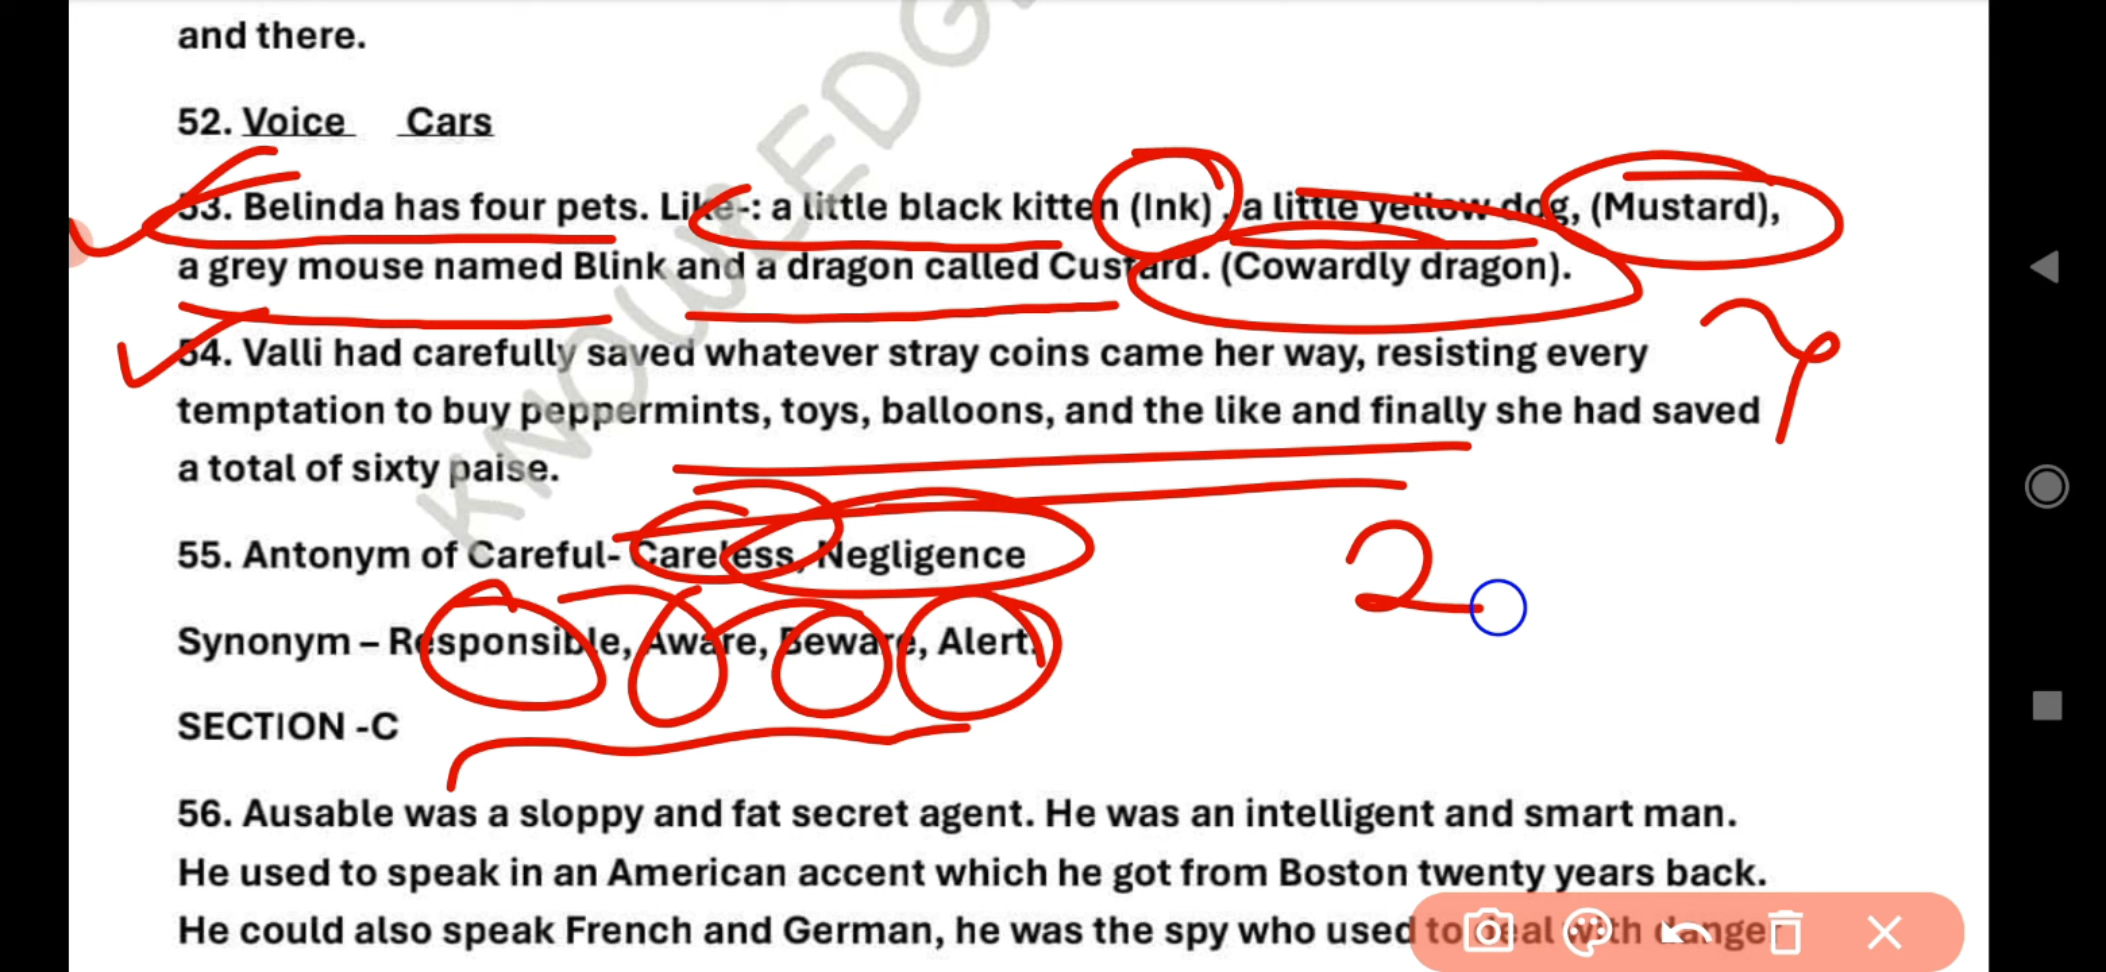 and there.
52. Voice Cars
53. Belinda has four pets. Like-: a little black kitten (Ink) , a little yellow dog, (Mustard),
a grey mouse named Blink and a dragon called Custard. (Cowardly dragon).
54. Valli had carefully saved whatever stray coins came her way, resisting every
temptation to buy peppermints, toys, balloons, and the like and finally she had saved
a total of sixty paise.
55. Antonym of Careful- Careless, Negligence
2
Synonym – Responsible, Aware, Beware, Alert.
SECTION -C
56. Ausable was a sloppy and fat secret agent. He was an intelligent and smart man.
He used to speak in an American accent which he got from Boston twenty years back.
He could also speak French and German, he was the spy who used to deal with danger